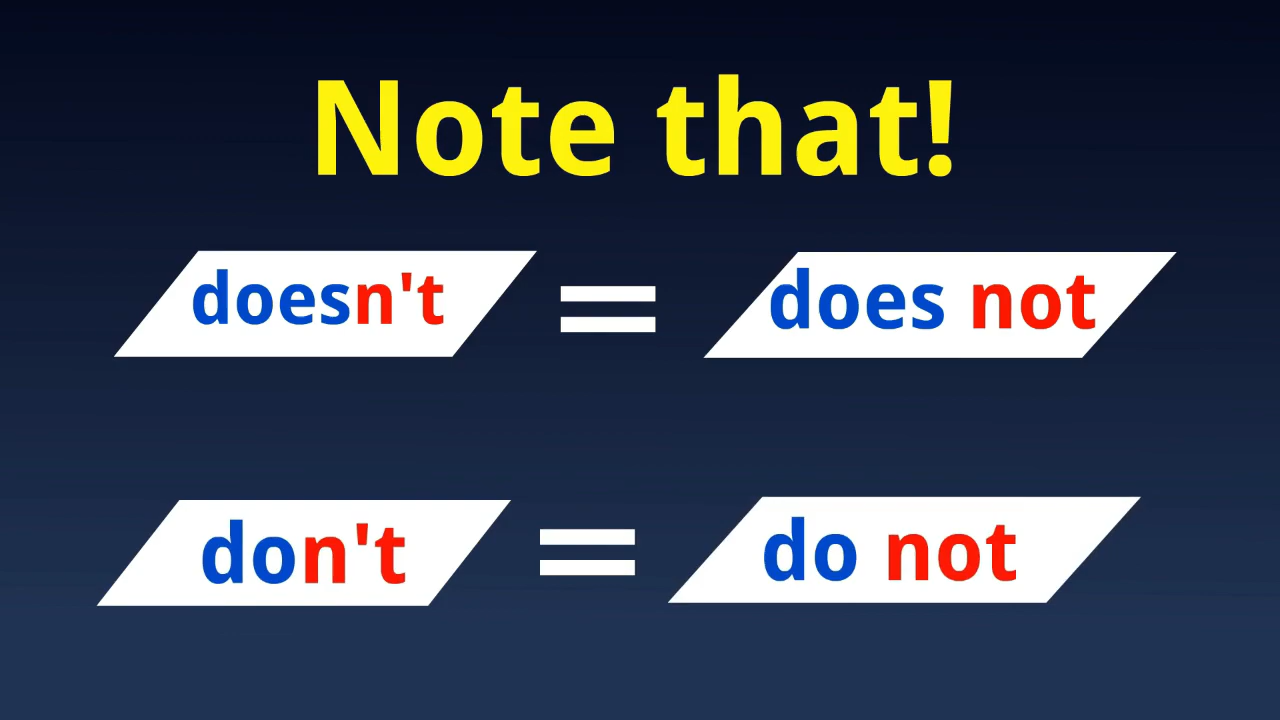 Note that!
doesn't = does not
don't = do not